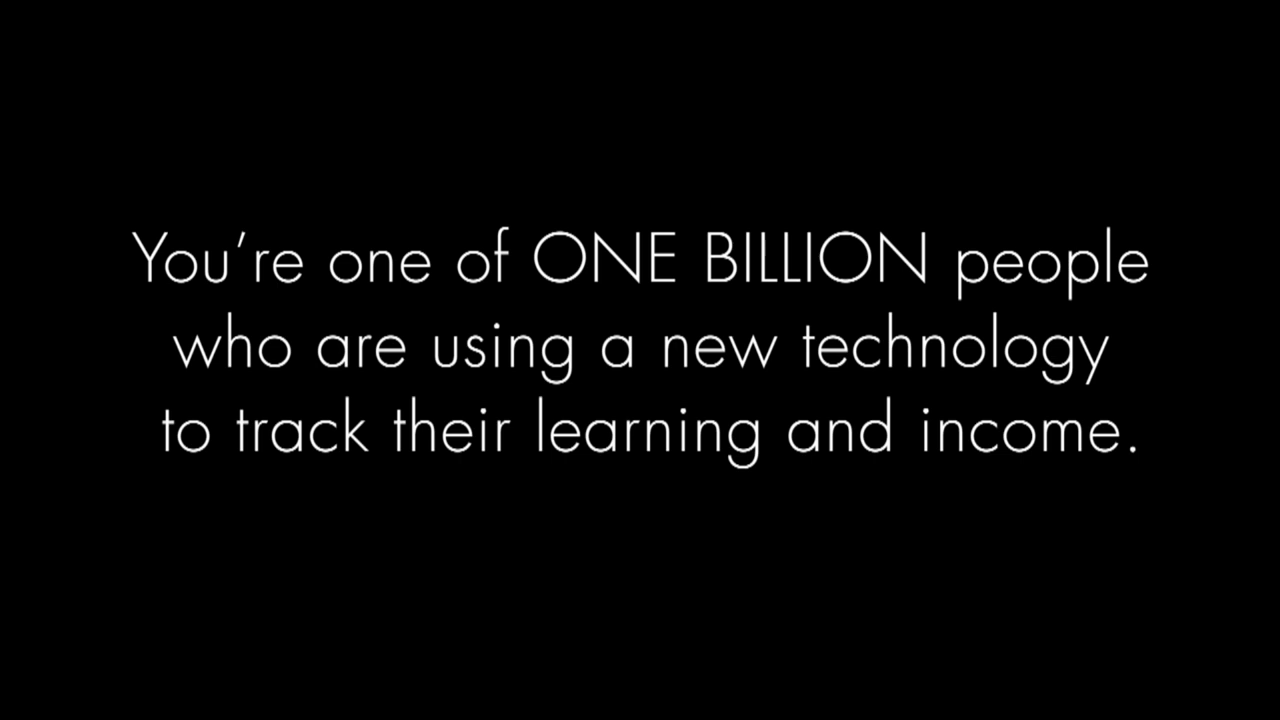 You’re one of ONE BILLION people
who are using a new technology
to track their learning and income.